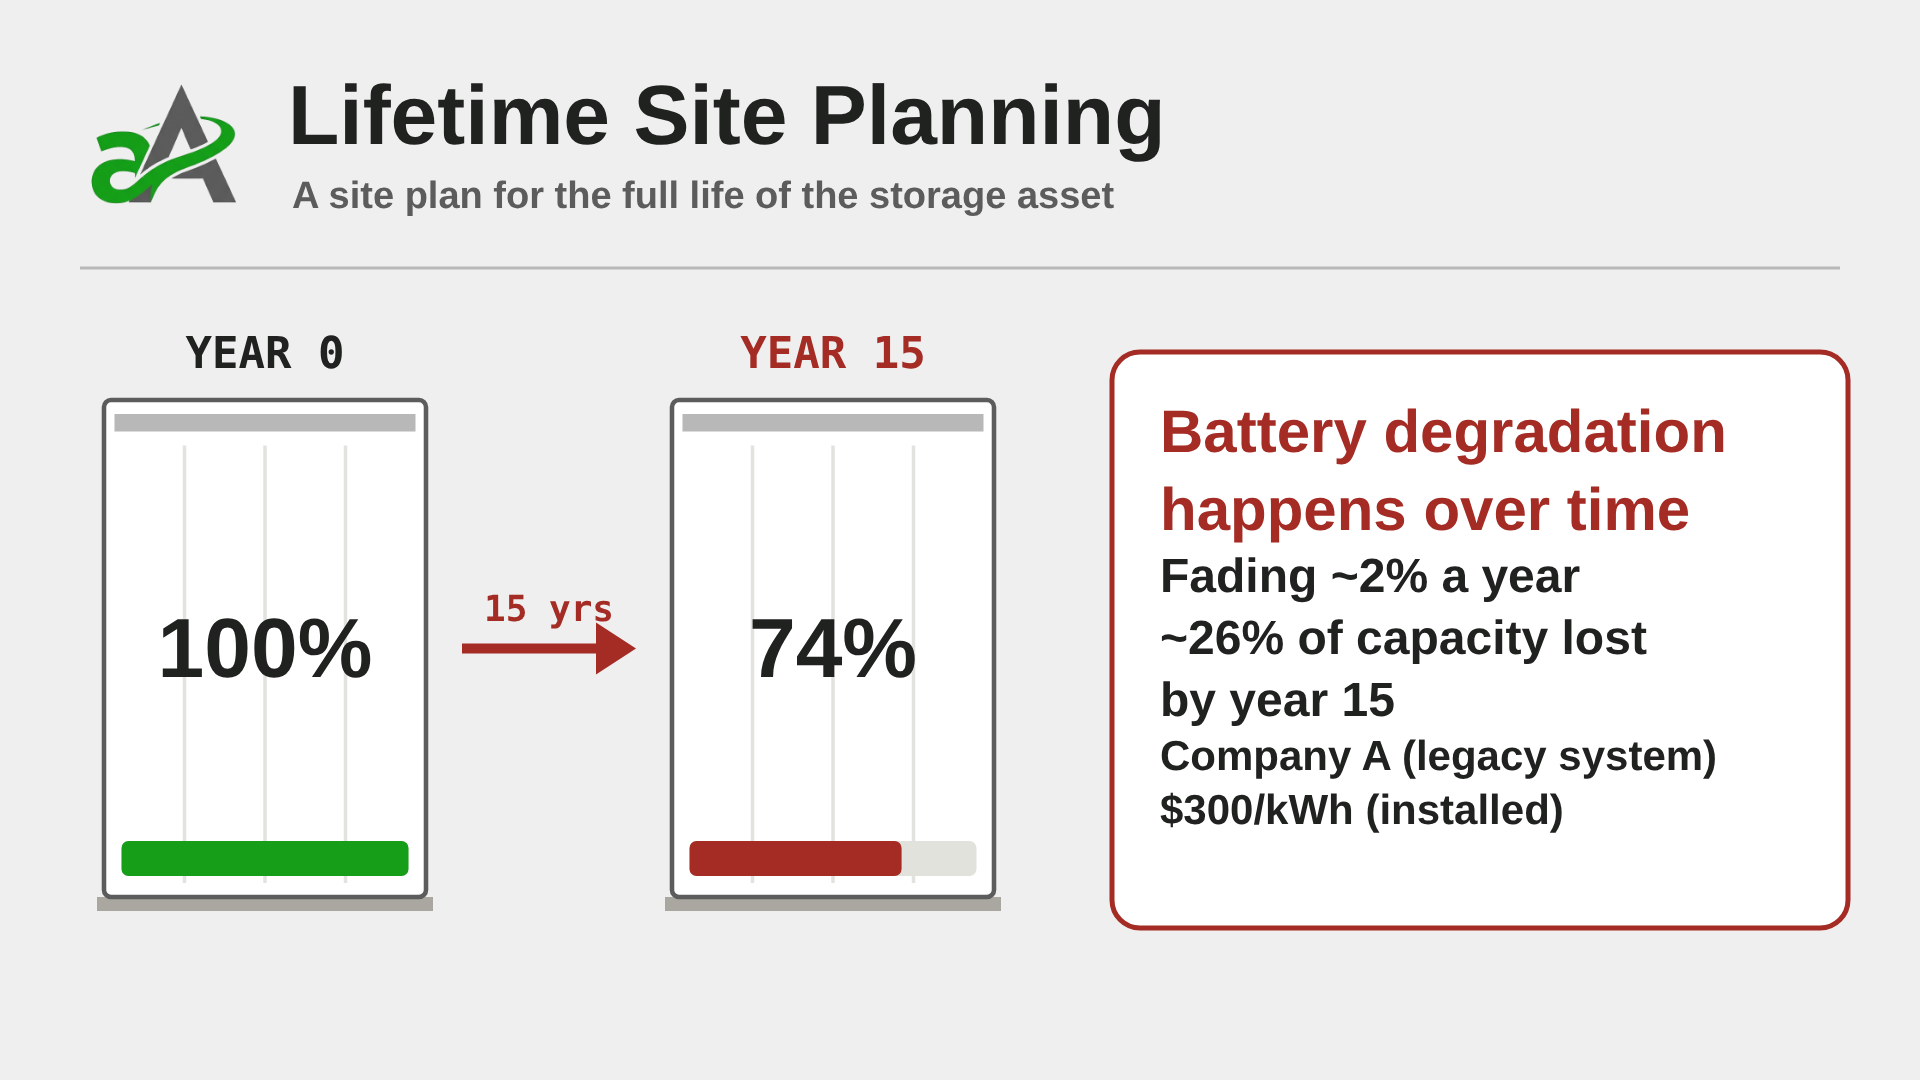 aA
Lifetime Site Planning
A site plan for the full life of the storage asset
YEAR 0
YEAR 15
100%
15 yrs
74%
Battery degradation
happens over time
Fading ~2% a year
~26% of capacity lost
by year 15
Company A (legacy system)
$300/kWh (installed)